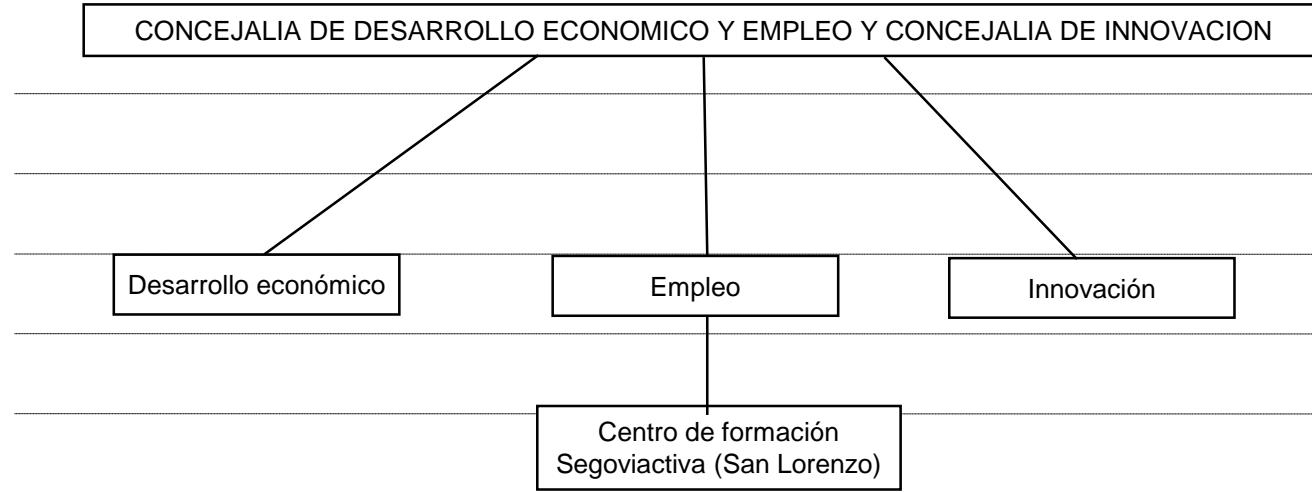 CONCEJALIA DE DESARROLLO ECONOMICO Y EMPLEO Y CONCEJALIA DE INNOVACION
Desarrollo económico
Empleo
Innovación
Centro de formación
Segoviactiva (San Lorenzo)